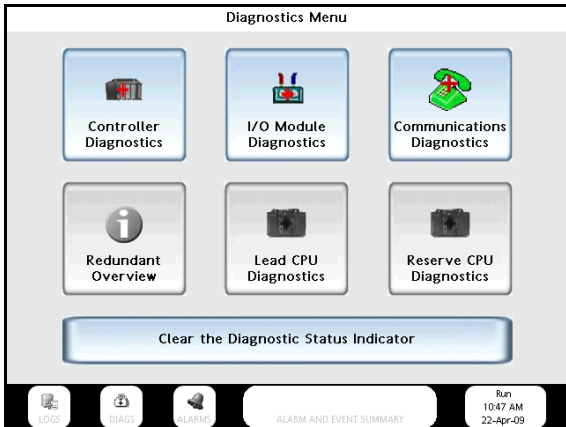 Diagnostics Menu
Controller
Diagnostics
I/O Module
Diagnostics
Communications
Diagnostics
Redundant
Overview
Lead CPU
Diagnostics
Reserve CPU
Diagnostics
Clear the Diagnostic Status Indicator
LOGS
DIAGS
ALARMS
ALARM AND EVENT SUMMARY
Run
10:47 AM
22-Apr-09